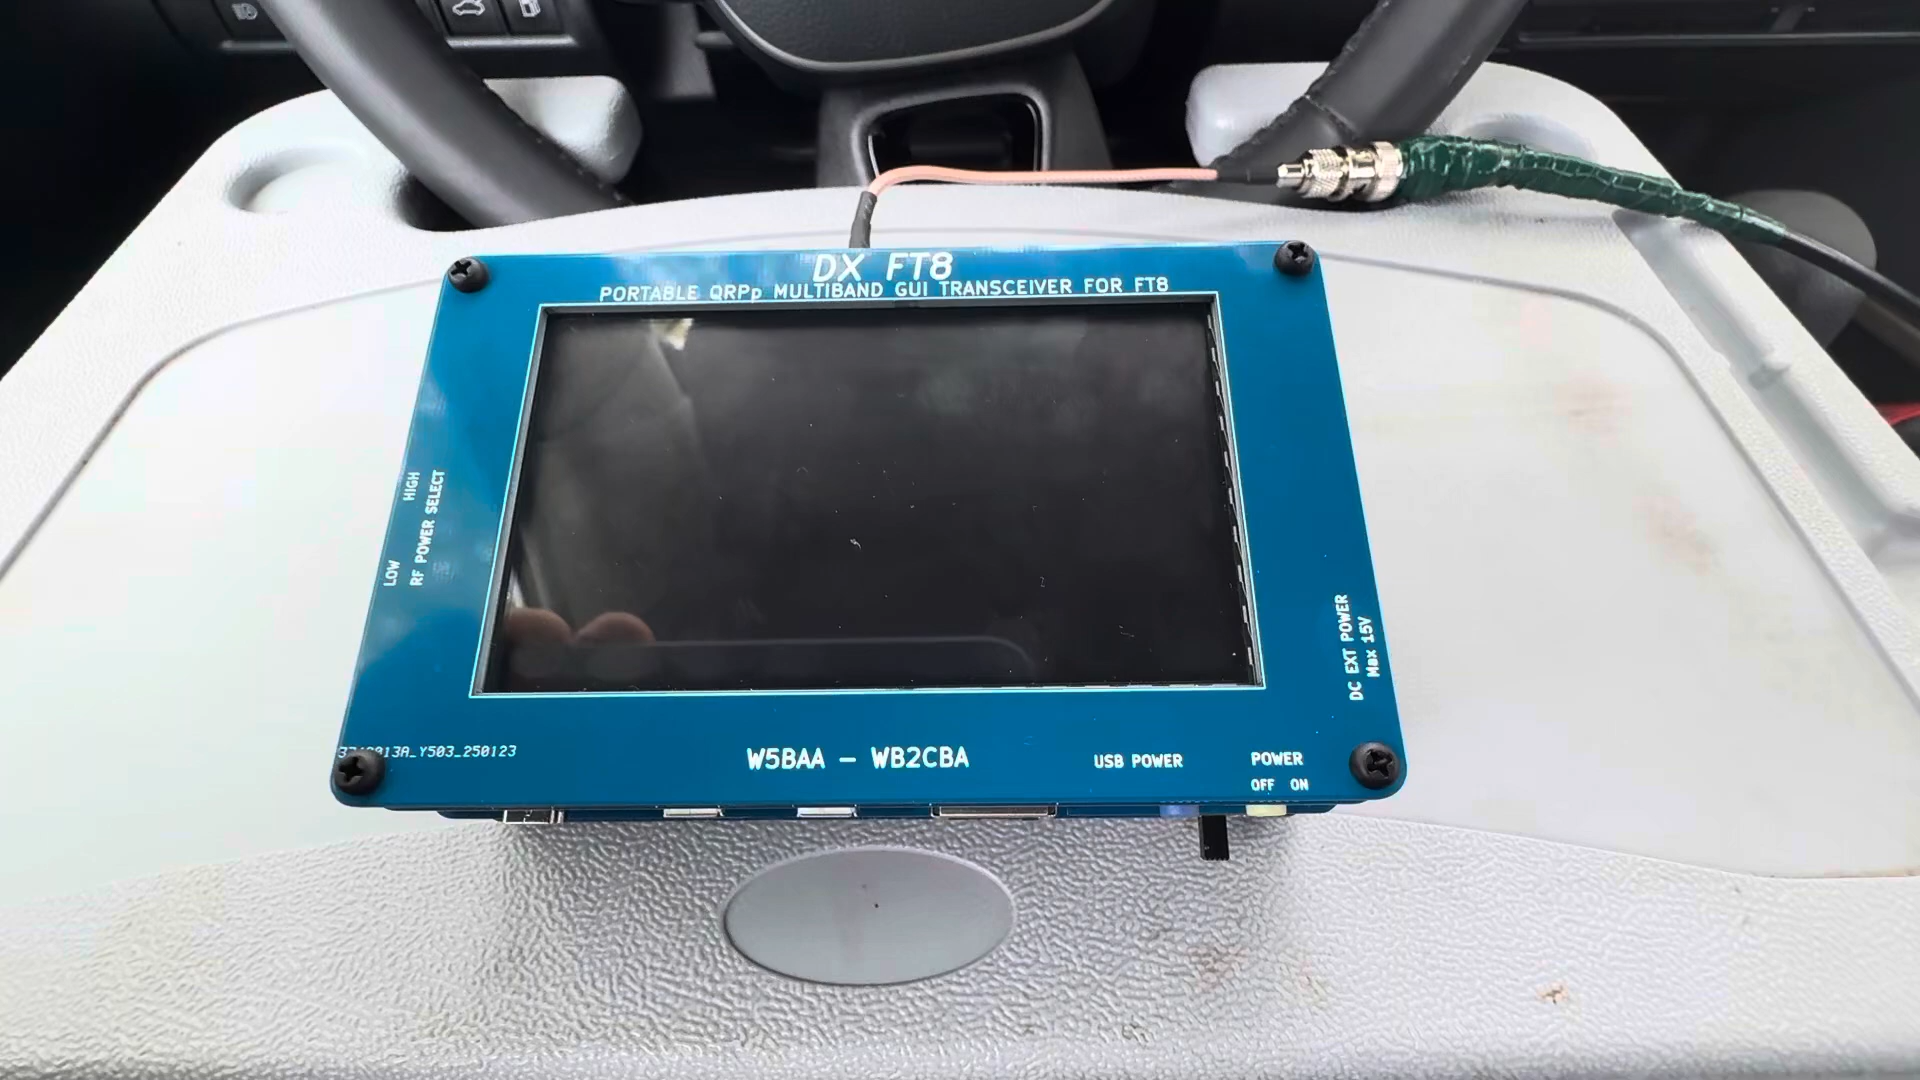 DX FT8
PORTABLE QRPp MULTIBAND GUI TRANSCEIVER FOR FT8
LOW HIGH
RF POWER SELECT
DC EXT POWER
Max 15V
W5BAA - WB2CBA
USB POWER
POWER
OFF ON